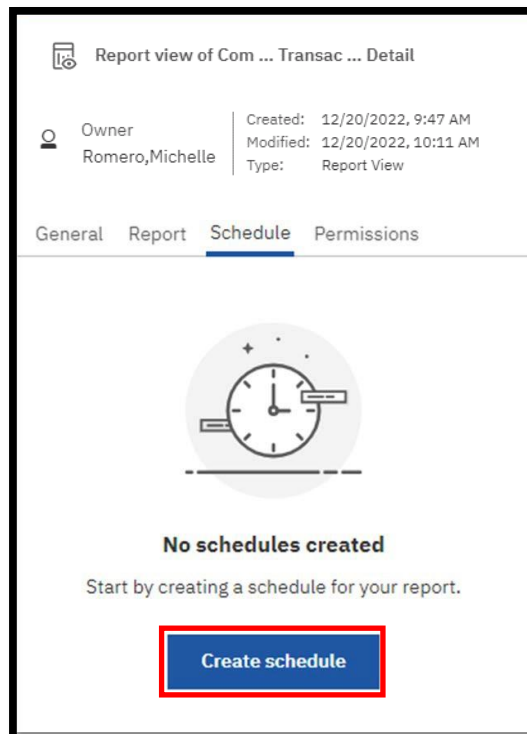 Report view of Com ... Transac ... Detail
Owner
Romero,Michelle
Created: 12/20/2022, 9:47 AM
Modified: 12/20/2022, 10:11 AM
Type: Report View
General Report Schedule Permissions
No schedules created
Start by creating a schedule for your report.
Create schedule